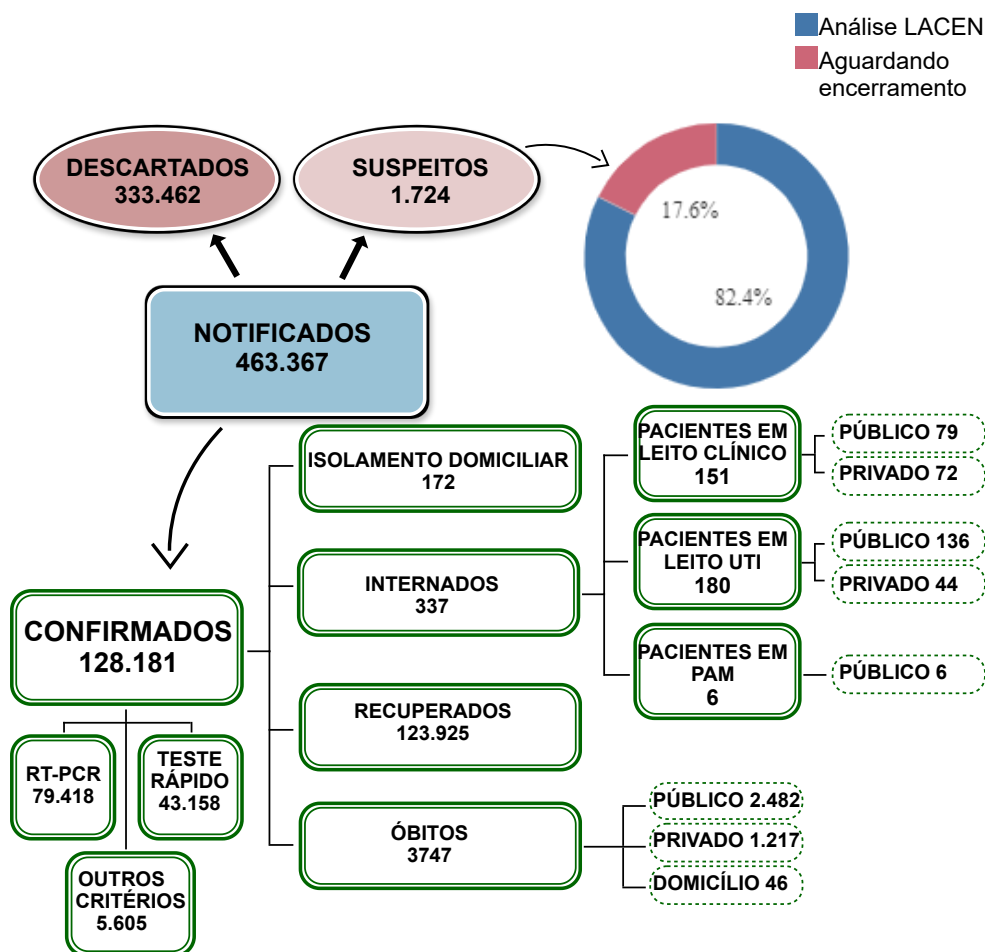 Análise LACEN
Aguardando
encerramento
DESCARTADOS
333.462
SUSPEITOS
1.724
17.6%
82.4%
NOTIFICADOS
463.367
CONFIRMADOS
128.181
RT-PCR
79.418
TESTE
RÁPIDO
43.158
OUTROS
CRITÉRIOS
5.605
ISOLAMENTO DOMICILIAR
172
INTERNADOS
337
RECUPERADOS
123.925
ÓBITOS
3747
PACIENTES EM
LEITO CLÍNICO
151
PÚBLICO 79
PRIVADO 72
PACIENTES EM
LEITO UTI
180
PÚBLICO 136
PRIVADO 44
PACIENTES EM
PAM
6
PÚBLICO 6
PÚBLICO 2.482
PRIVADO 1.217
DOMICÍLIO 46